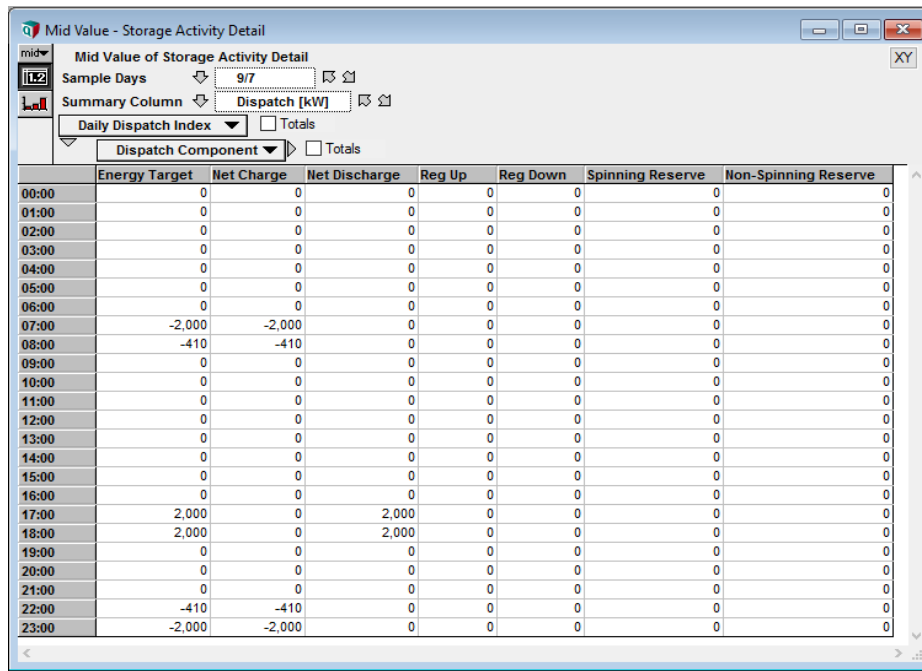 Mid Value - Storage Activity Detail
mid
Mid Value of Storage Activity Detail
XY
1.2
Sample Days 9/7
Summary Column Dispatch [kW]
Daily Dispatch Index Totals
Dispatch Component Totals
Energy Target Net Charge Net Discharge Reg Up Reg Down Spinning Reserve Non-Spinning Reserve
00:00 0 0 0 0 0 0 0
01:00 0 0 0 0 0 0 0
02:00 0 0 0 0 0 0 0
03:00 0 0 0 0 0 0 0
04:00 0 0 0 0 0 0 0
05:00 0 0 0 0 0 0 0
06:00 0 0 0 0 0 0 0
07:00 -2,000 -2,000 0 0 0 0 0
08:00 -410 -410 0 0 0 0 0
09:00 0 0 0 0 0 0 0
10:00 0 0 0 0 0 0 0
11:00 0 0 0 0 0 0 0
12:00 0 0 0 0 0 0 0
13:00 0 0 0 0 0 0 0
14:00 0 0 0 0 0 0 0
15:00 0 0 0 0 0 0 0
16:00 0 0 0 0 0 0 0
17:00 2,000 0 2,000 0 0 0 0
18:00 2,000 0 2,000 0 0 0 0
19:00 0 0 0 0 0 0 0
20:00 0 0 0 0 0 0 0
21:00 0 0 0 0 0 0 0
22:00 -410 -410 0 0 0 0 0
23:00 -2,000 -2,000 0 0 0 0 0